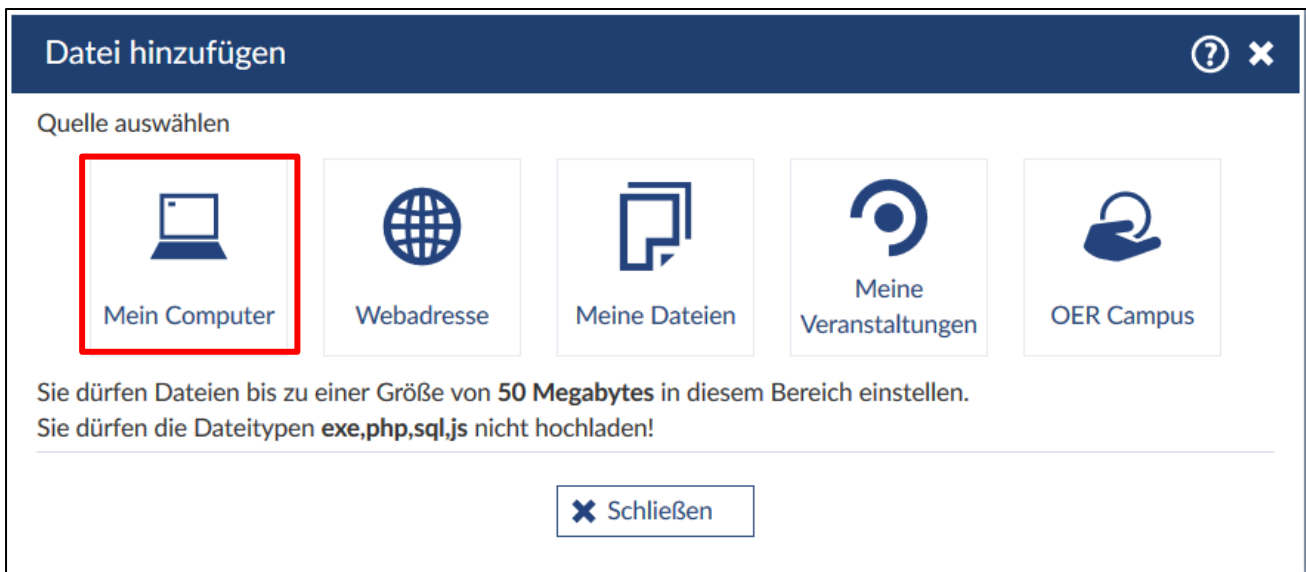 Datei hinzufügen
Quelle auswählen
Mein Computer
Webadresse
Meine Dateien
Meine
Veranstaltungen
OER Campus
Sie dürfen Dateien bis zu einer Größe von 50 Megabytes in diesem Bereich einstellen.
Sie dürfen die Dateitypen exe,php,sql,js nicht hochladen!
Schließen